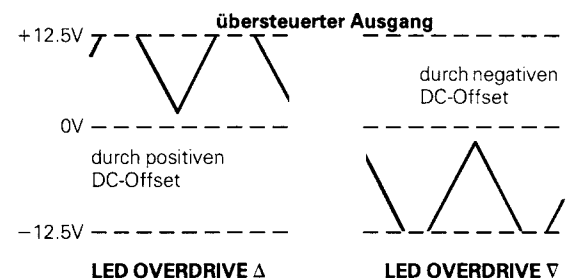 übersteuerter Ausgang
+12.5V
durch negativen
DC-Offset
0V
durch positiven
DC-Offset
−12.5V
LED OVERDRIVE Δ
LED OVERDRIVE ∇